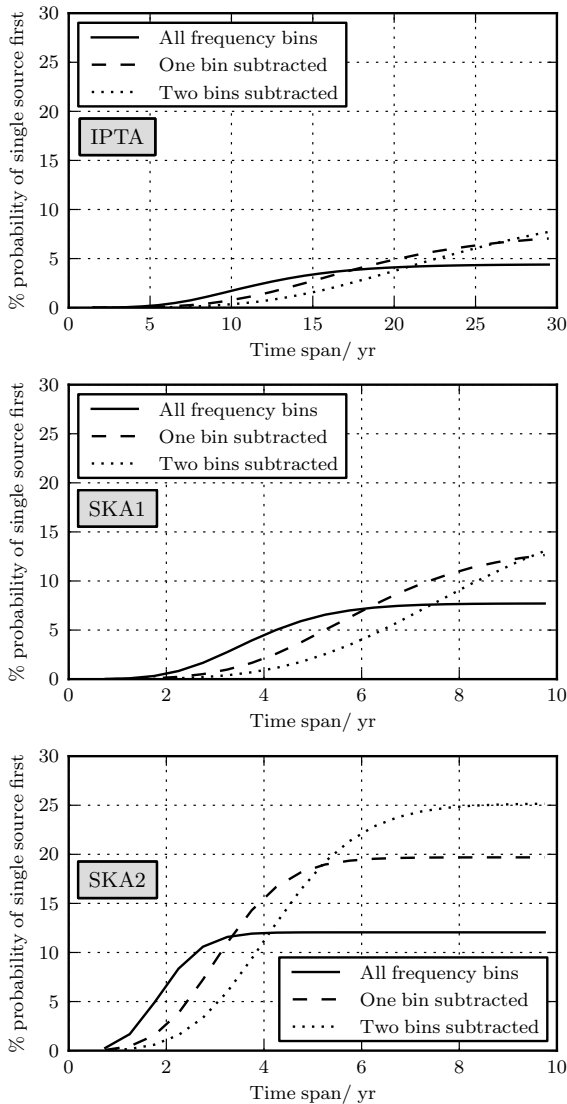 30
25
20
15
10
5
0
% probability of single source first
All frequency bins
One bin subtracted
Two bins subtracted
IPTA
0 5 10 15 20 25 30
Time span/ yr
30
25
20
15
10
5
0
% probability of single source first
All frequency bins
One bin subtracted
Two bins subtracted
SKA1
0 2 4 6 8 10
Time span/ yr
30
25
20
15
10
5
0
% probability of single source first
SKA2
All frequency bins
One bin subtracted
Two bins subtracted
0 2 4 6 8 10
Time span/ yr